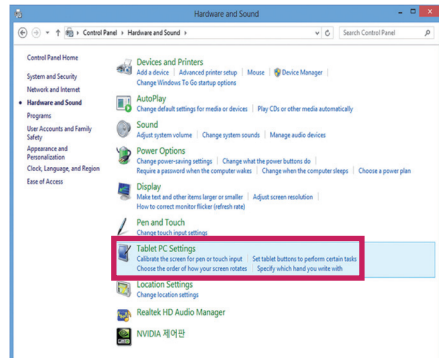 Hardware and Sound
Control Panel ▸ Hardware and Sound ▸
Search Control Panel
Control Panel Home
System and Security
Network and Internet
Hardware and Sound
Programs
User Accounts and Family
Safety
Appearance and
Personalization
Clock, Language, and Region
Ease of Access
Devices and Printers
Add a device | Advanced printer setup | Mouse | Device Manager |
Change Windows To Go startup options
AutoPlay
Change default settings for media or devices | Play CDs or other media automatically
Sound
Adjust system volume | Change system sounds | Manage audio devices
Power Options
Change power-saving settings | Change what the power buttons do |
Require a password when the computer wakes | Change when the computer sleeps | Choose a power plan
Display
Make text and other items larger or smaller | Adjust screen resolution |
How to correct monitor flicker (refresh rate)
Pen and Touch
Change touch input settings
Tablet PC Settings
Calibrate the screen for pen or touch input | Set tablet buttons to perform certain tasks
Choose the order of how your screen rotates | Specify which hand you write with
Location Settings
Change location settings
Realtek HD Audio Manager
NVIDIA 제어판